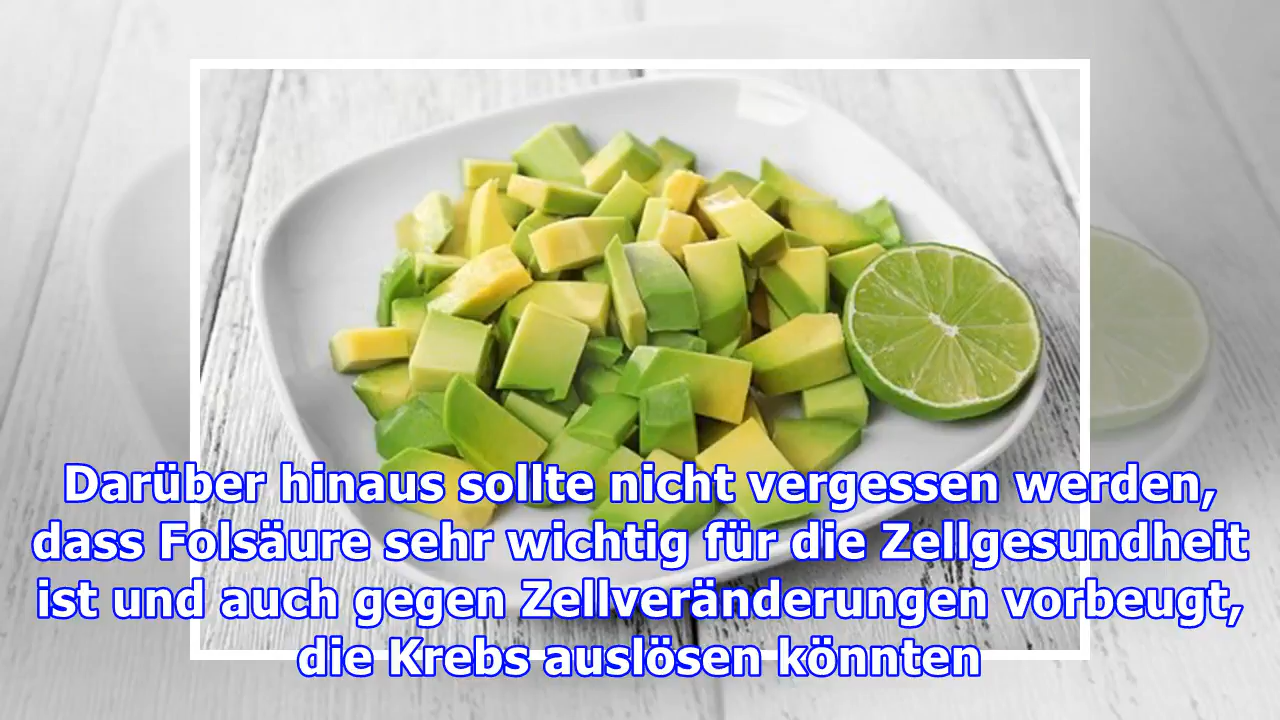 Darüber hinaus sollte nicht vergessen werden,
dass Folsäure sehr wichtig für die Zellgesundheit
ist und auch gegen Zellveränderungen vorbeugt,
die Krebs auslösen könnten